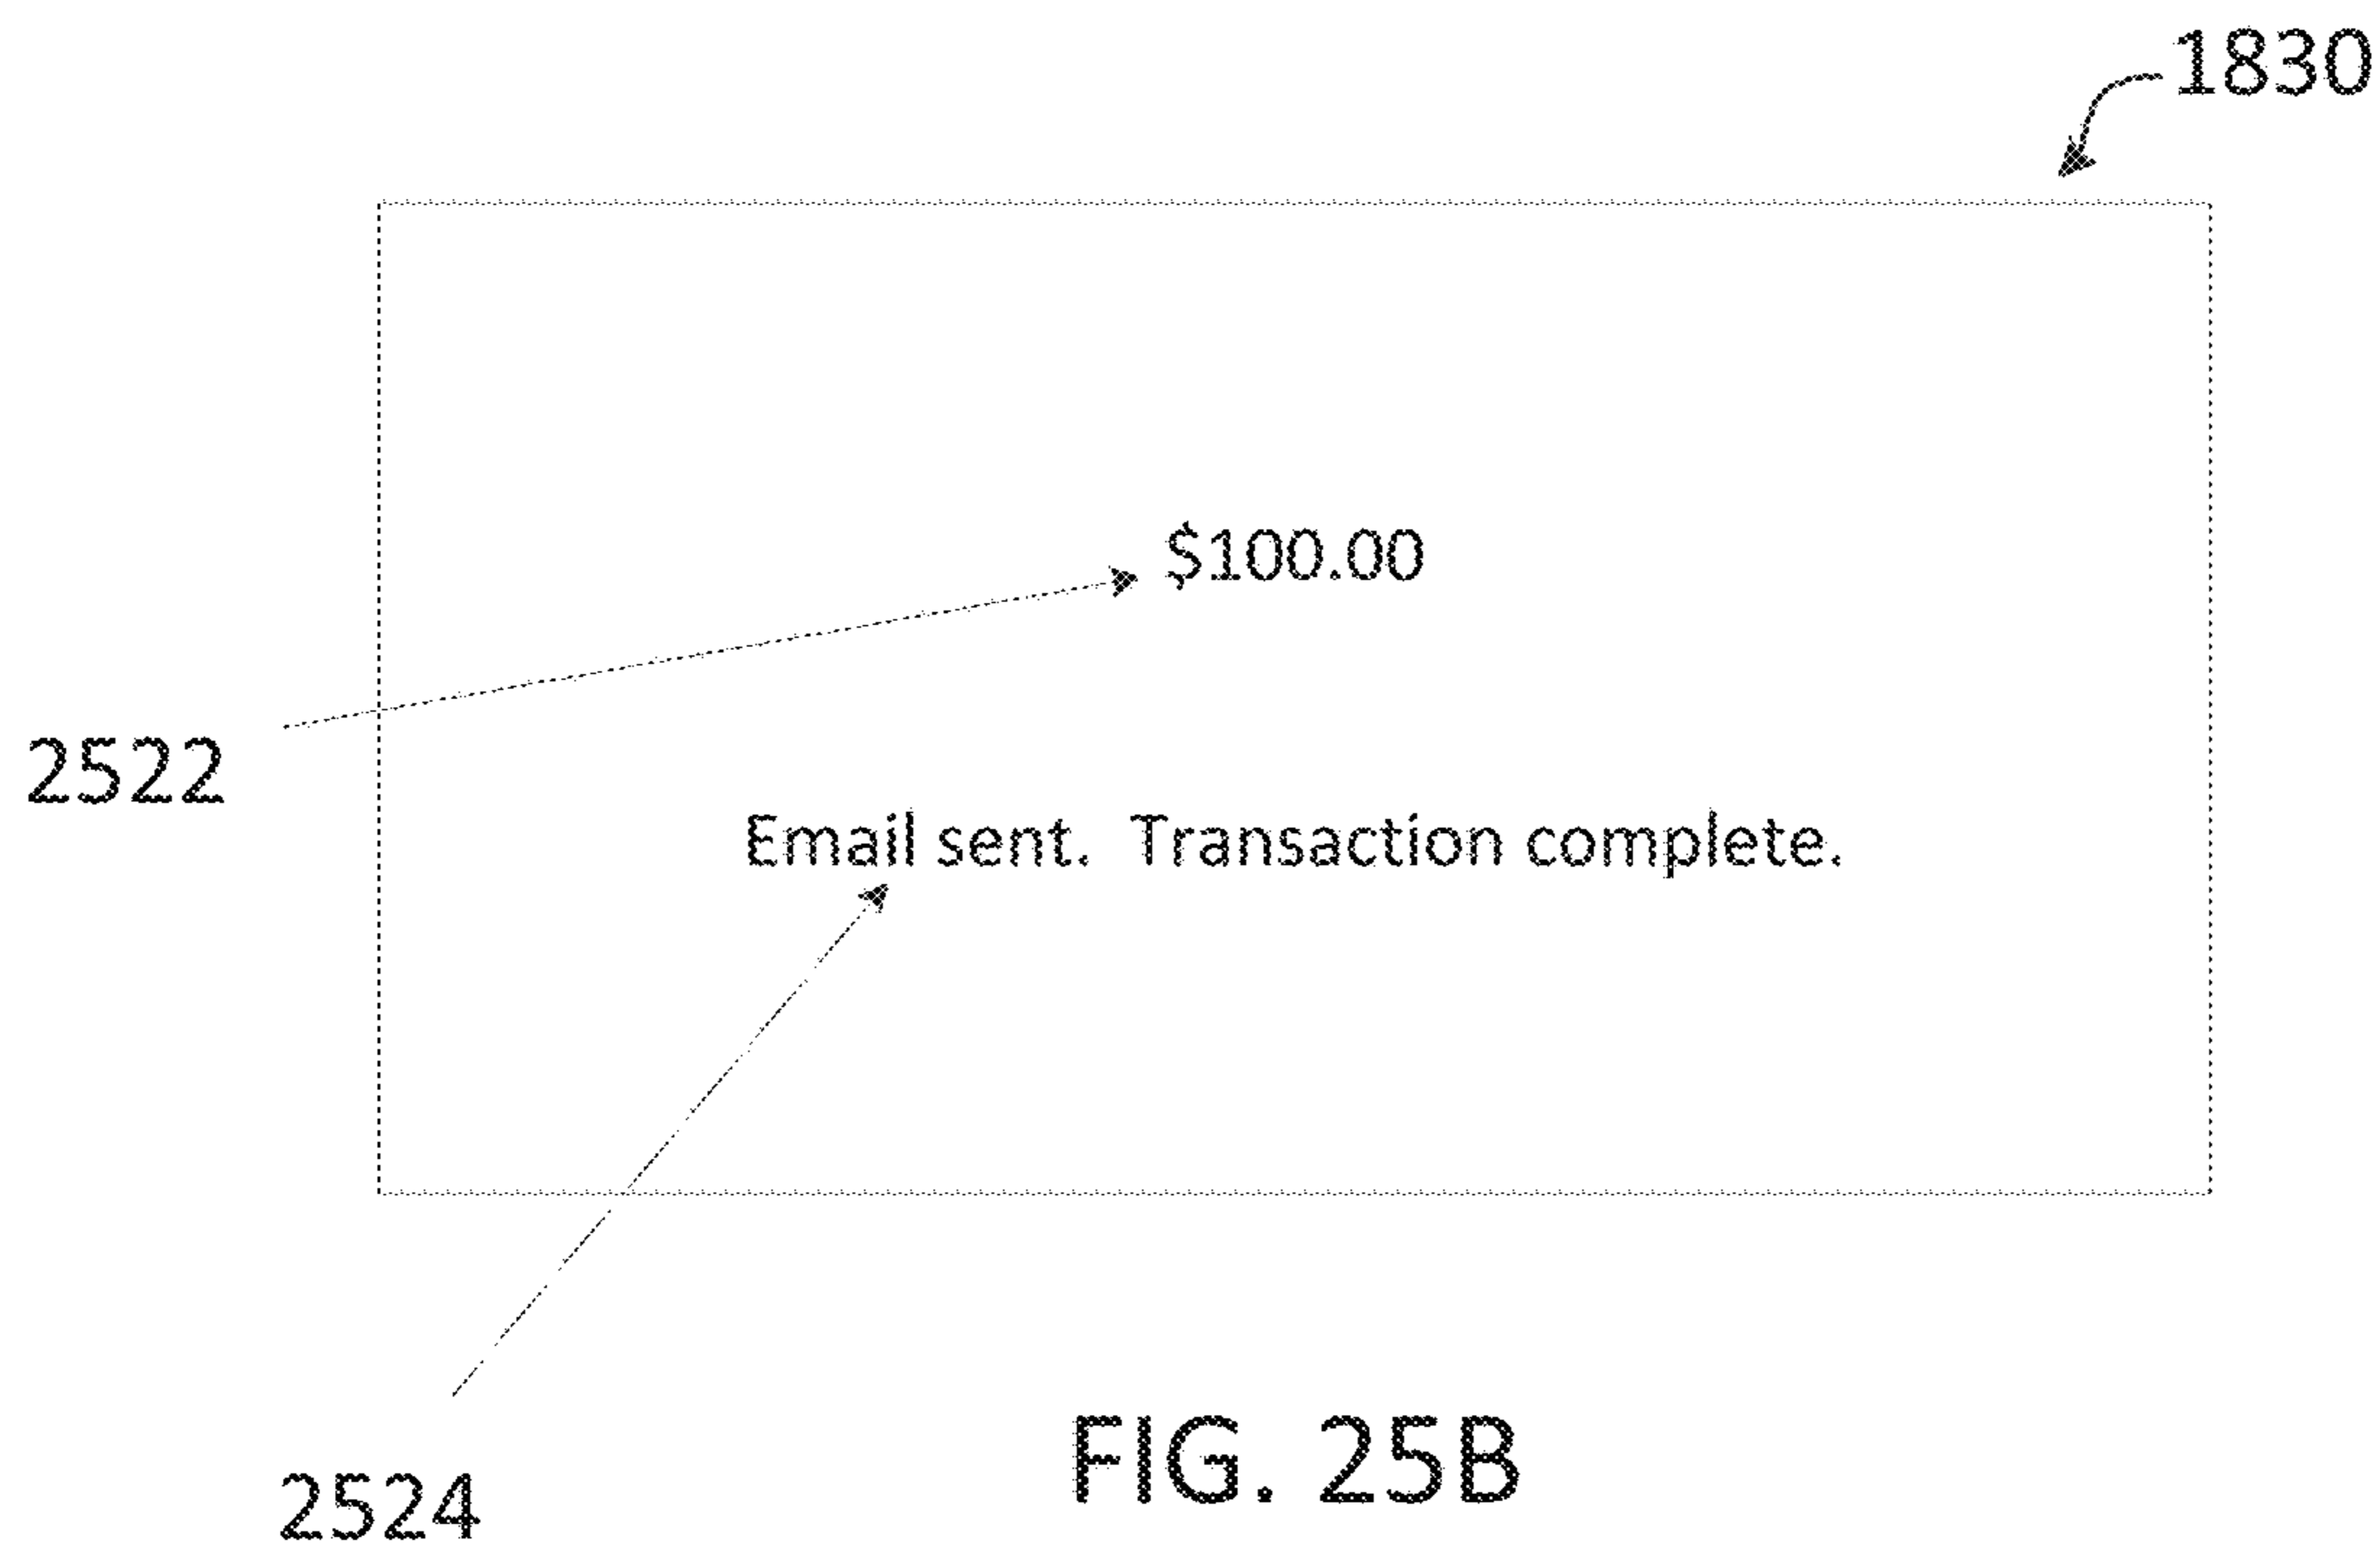 1830
$100.00
2522
Email sent.  Transaction complete.
2524
FIG. 25B